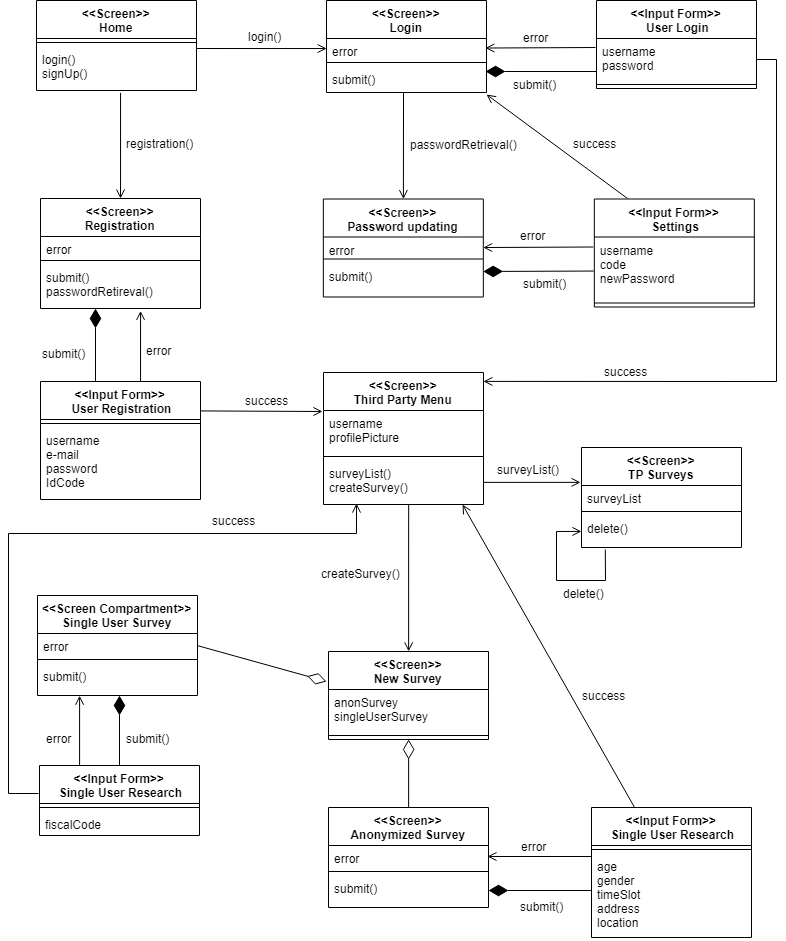 <<Screen>>
Home
login()
signUp()
login()
<<Screen>>
Login
error
submit()
error
submit()
<<Input Form>>
User Login
username
password
registration()
passwordRetrieval()
success
<<Screen>>
Registration
error
submit()
passwordRetireval()
<<Screen>>
Password updating
error
submit()
error
submit()
<<Input Form>>
Settings
username
code
newPassword
submit()
error
success
<<Input Form>>
User Registration
username
e-mail
password
IdCode
success
<<Screen>>
Third Party Menu
username
profilePicture
surveyList()
createSurvey()
surveyList()
<<Screen>>
TP Surveys
surveyList
delete()
delete()
success
createSurvey()
<<Screen Compartment>>
Single User Survey
error
submit()
<<Screen>>
New Survey
anonSurvey
singleUserSurvey
success
error
submit()
<<Input Form>>
Single User Research
fiscalCode
<<Screen>>
Anonymized Survey
error
submit()
error
submit()
<<Input Form>>
Single User Research
age
gender
timeSlot
address
location